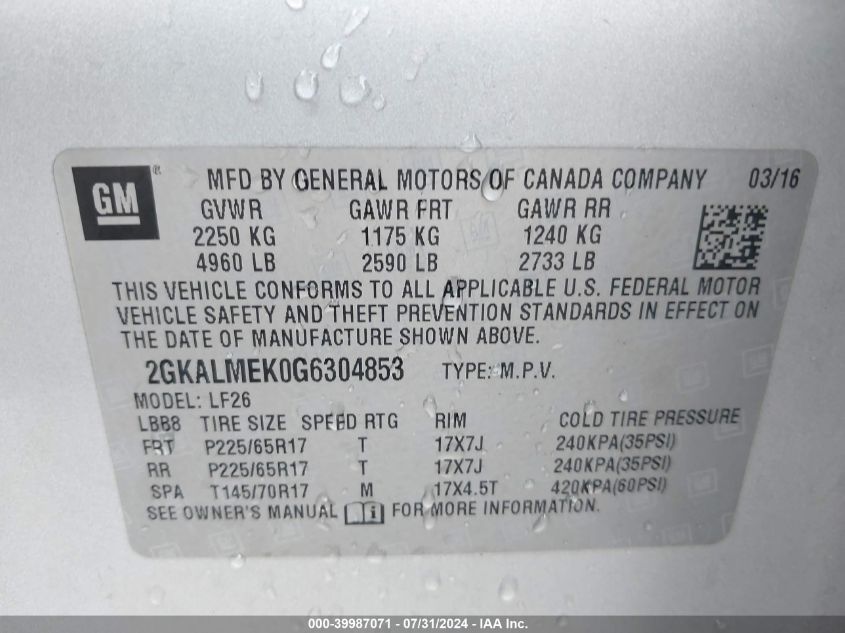 GM ® MFD BY GENERAL MOTORS OF CANADA COMPANY 03/16
GVWR GAWR FRT GAWR RR
2250 KG 1175 KG 1240 KG
4960 LB 2590 LB 2733 LB
THIS VEHICLE CONFORMS TO ALL APPLICABLE U.S. FEDERAL MOTOR
VEHICLE SAFETY AND THEFT PREVENTION STANDARDS IN EFFECT ON
THE DATE OF MANUFACTURE SHOWN ABOVE.
2GKALMEK0G6304853 TYPE: M.P.V.
MODEL: LF26
LBB8 TIRE SIZE SPEED RTG RIM COLD TIRE PRESSURE
FRT P225/65R17 T 17X7J 240KPA(35PSI)
RR P225/65R17 T 17X7J 240KPA(35PSI)
SPA T145/70R17 M 17X4.5T 420KPA(60PSI)
SEE OWNER'S MANUAL i FOR MORE INFORMATION.
000-39987071 - 07/31/2024 - IAA Inc.